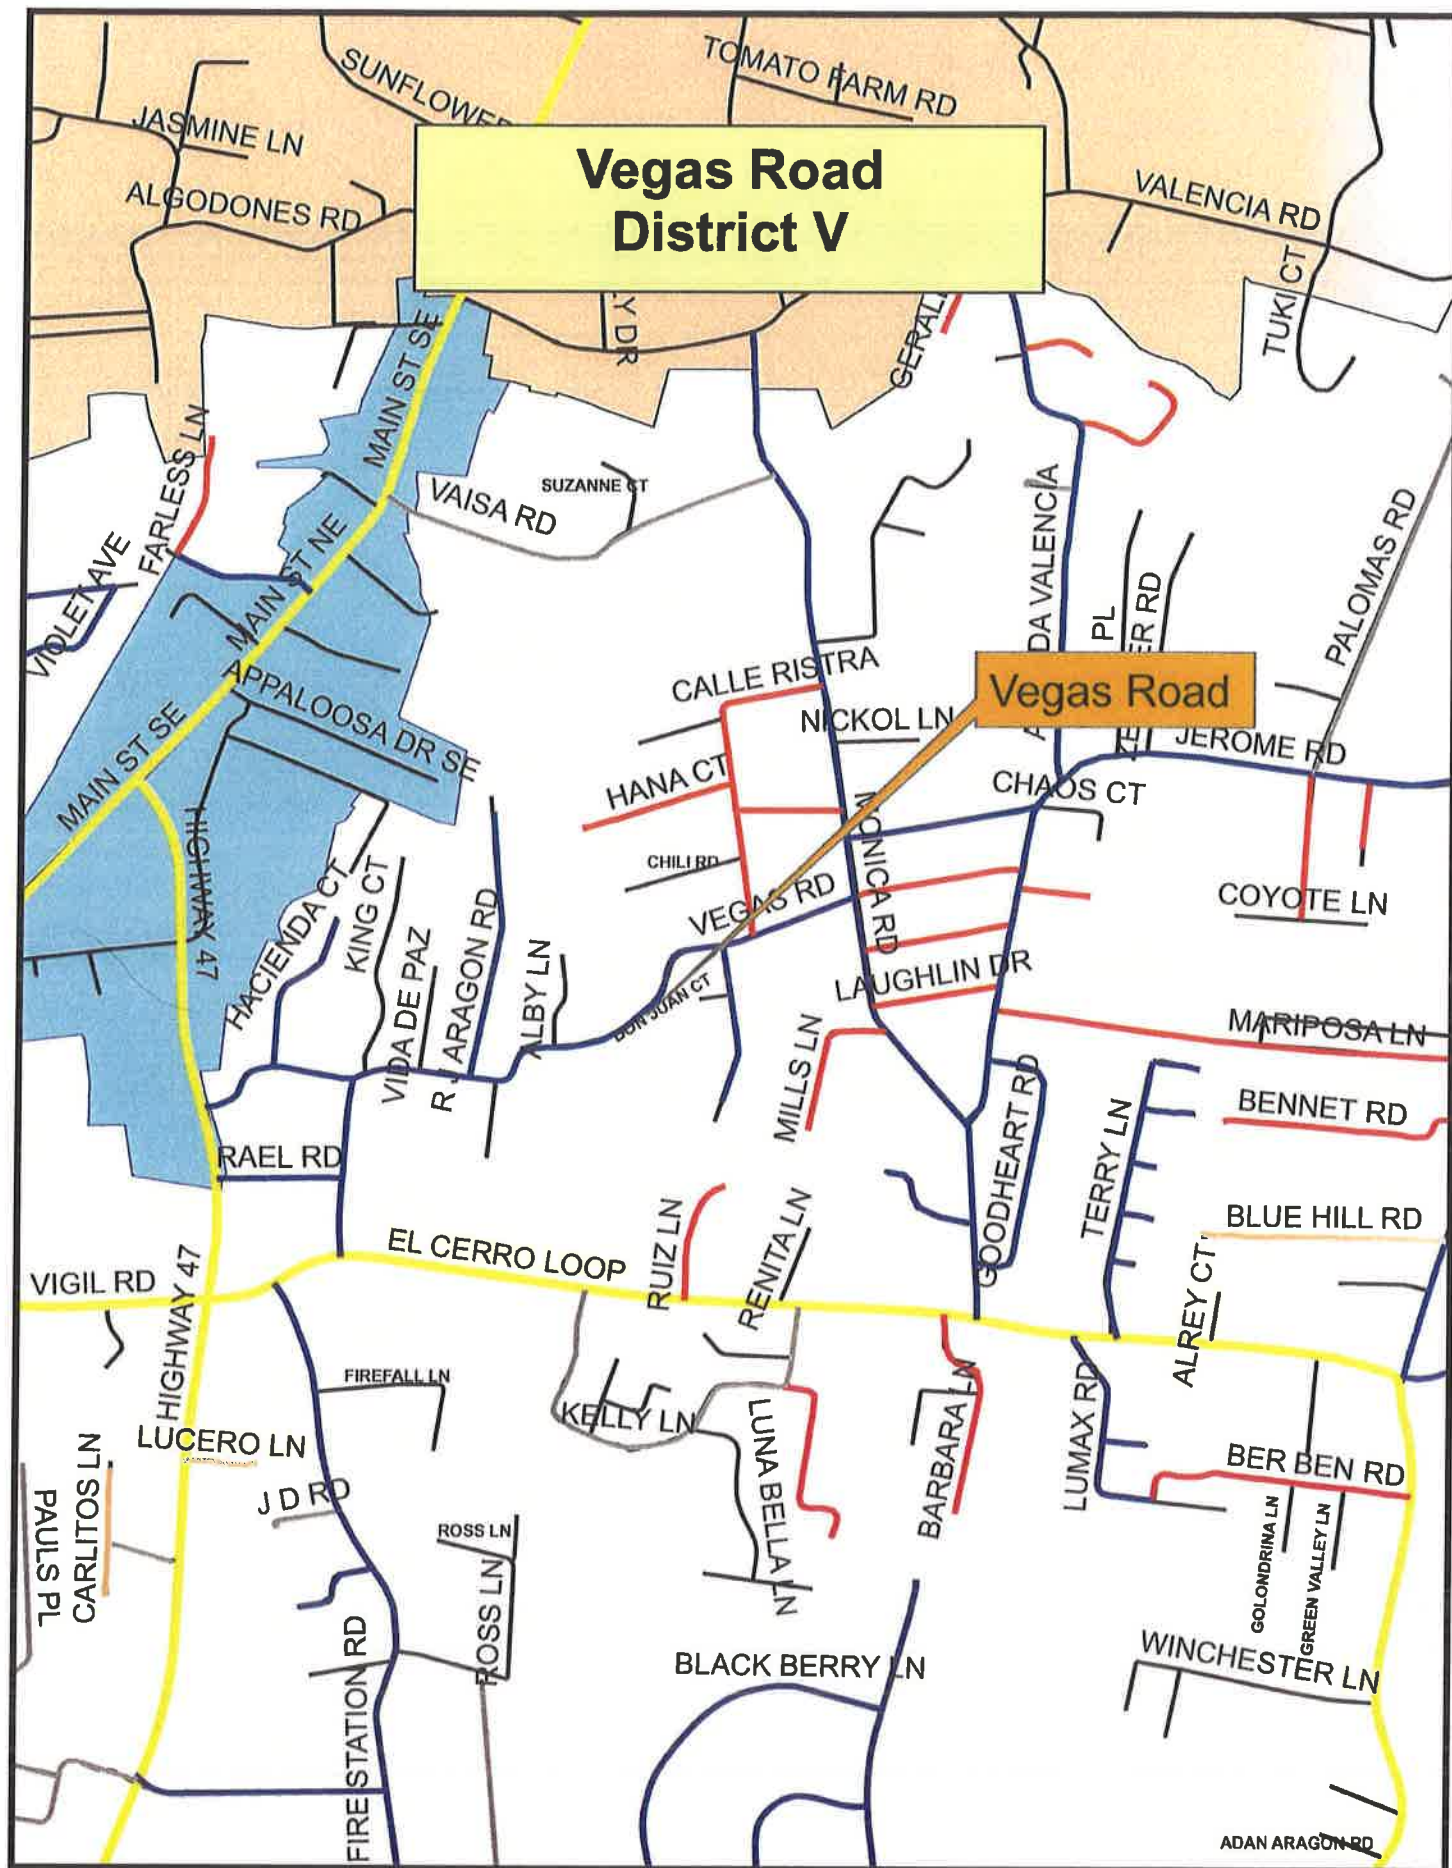 TOMATO FARM RD
SUNFLOWER
JASMINE LN
Vegas Road
District V
ALGODONES RD
VALENCIA RD
TUKI CT
MAIN ST SE
FARLESS LN
SUZANNE CT
VAISA RD
VALENCIA
PALOMAS RD
VIOLET AVE
MAIN ST NE
PL
CALLE RISTRA
Vegas Road
APPALOOSA DR SE
NICKOL LN
JEROME RD
MAIN ST SE
HANA CT
CHAOS CT
HIGHWAY 47
MONICA RD
CHILI RD
VEGAS RD
COYOTE LN
HACIENDA CT
KING CT
VIDA DE PAZ
R J ARAGON RD
ALBY LN
DON JUAN CT
LAUGHLIN DR
MARIPOSA LN
MILLS LN
BENNET RD
GOODHEART RD
TERRY LN
RAEL RD
BLUE HILL RD
RUIZ LN
RENITA LN
EL CERRO LOOP
VIGIL RD
HIGHWAY 47
ALREY CT
FIREFALL LN
KELLY LN
LUNA BELLA LN
BARBARA LN
LUMAX RD
LUCERO LN
BER BEN RD
J D RD
PAULS PL
CARLITOS LN
ROSS LN
ROSS LN
GOLONDRINA LN
GREEN VALLEY LN
FIRE STATION RD
BLACK BERRY LN
WINCHESTER LN
ADAN ARAGON RD